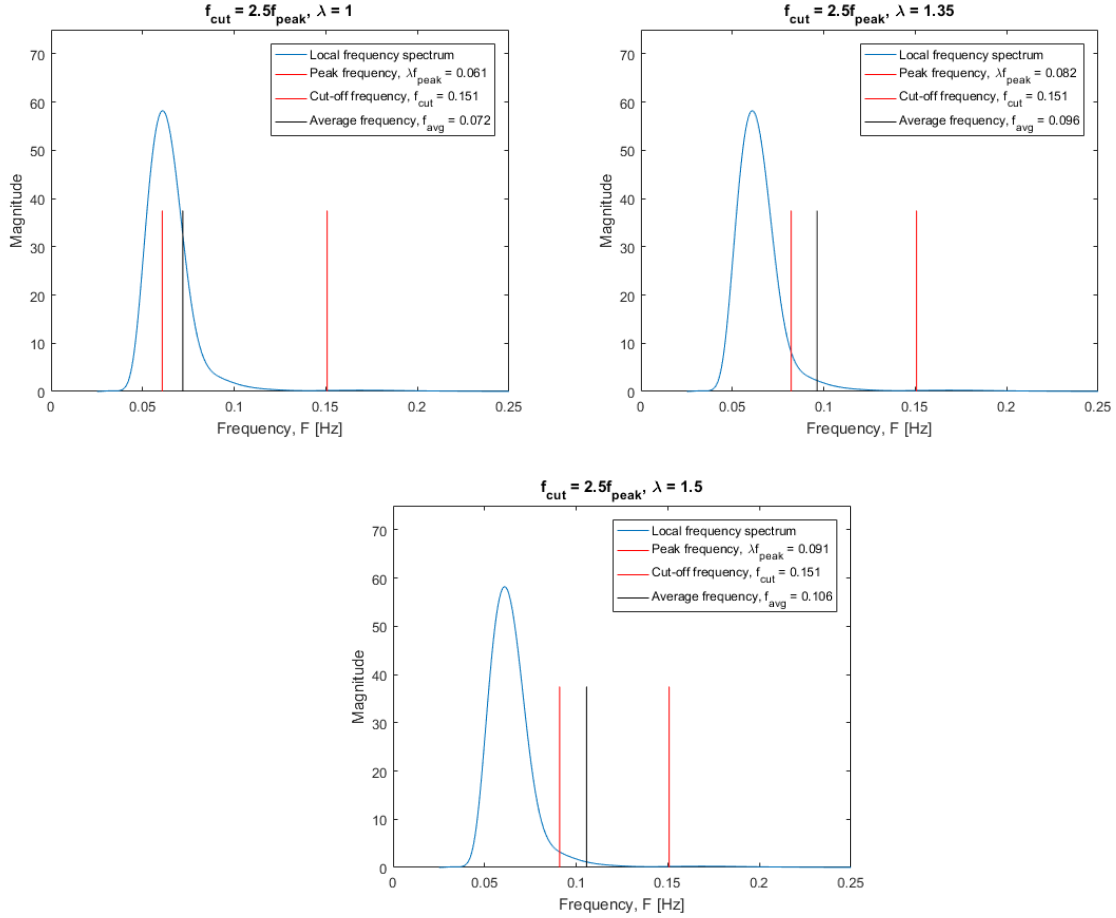 f_cut = 2.5f_peak, λ = 1
70
60
50
40
30
20
10
0
Magnitude
Local frequency spectrum
Peak frequency, λf_peak = 0.061
Cut-off frequency, f_cut = 0.151
Average frequency, f_avg = 0.072
0 0.05 0.1 0.15 0.2 0.25
Frequency, F [Hz]
f_cut = 2.5f_peak, λ = 1.35
70
60
50
40
30
20
10
0
Magnitude
Local frequency spectrum
Peak frequency, λf_peak = 0.082
Cut-off frequency, f_cut = 0.151
Average frequency, f_avg = 0.096
0 0.05 0.1 0.15 0.2 0.25
Frequency, F [Hz]
f_cut = 2.5f_peak, λ = 1.5
70
60
50
40
30
20
10
0
Magnitude
Local frequency spectrum
Peak frequency, λf_peak = 0.091
Cut-off frequency, f_cut = 0.151
Average frequency, f_avg = 0.106
0 0.05 0.1 0.15 0.2 0.25
Frequency, F [Hz]